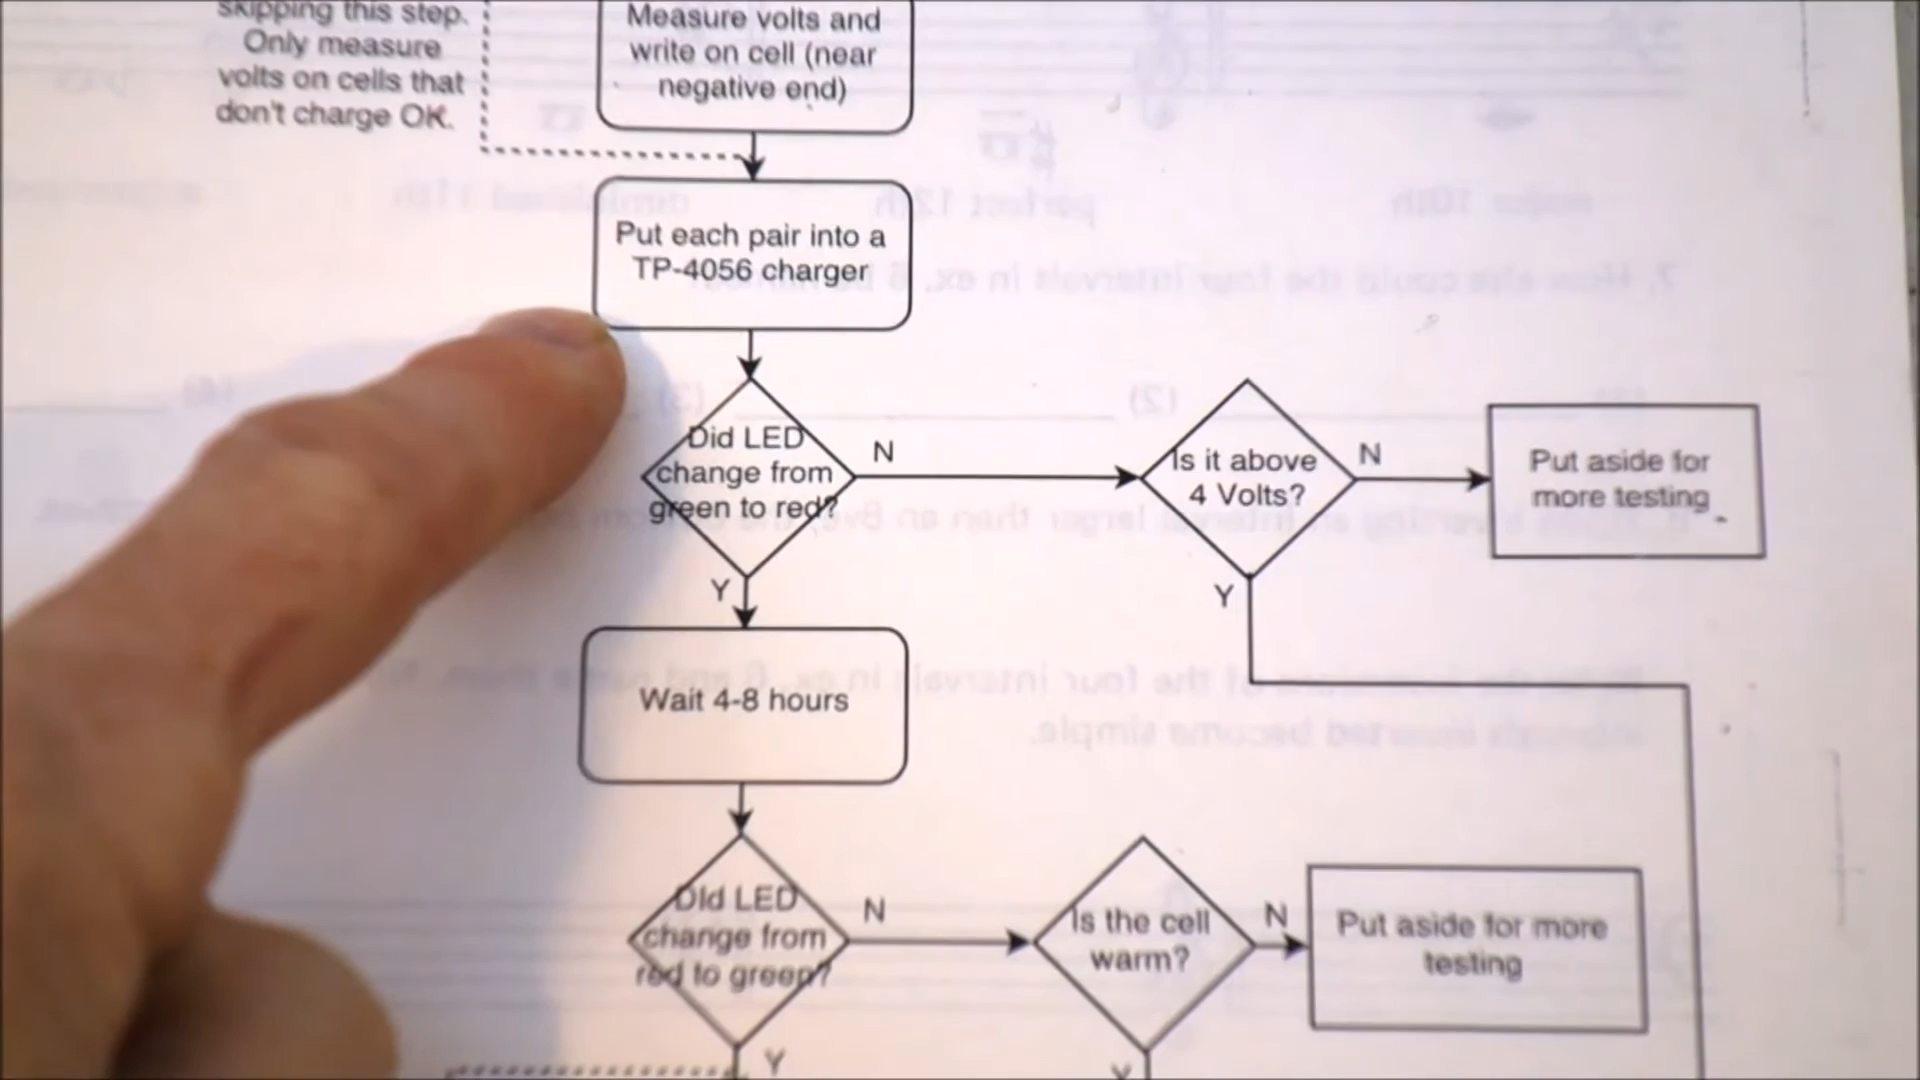 skipping this step.
Only measure
volts on cells that
don't charge OK.
Measure volts and
write on cell (near
negative end)
Put each pair into a
TP-4056 charger
Did LED
change from
green to red?
N
Is it above
4 Volts?
N
Put aside for
more testing
Y
Y
Wait 4-8 hours
DId LED
change from
red to green?
N
Is the cell
warm?
N
Put aside for more
testing
Y
Y